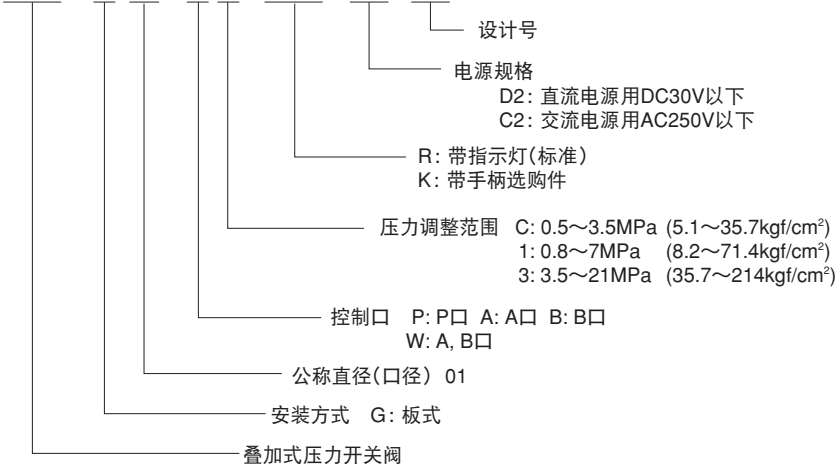 设计号
电源规格
D2: 直流电源用DC30V以下
C2: 交流电源用AC250V以下
R: 带指示灯(标准)
K: 带手柄选购件
压力调整范围 C: 0.5～3.5MPa (5.1～35.7kgf/cm²)
1: 0.8～7MPa (8.2～71.4kgf/cm²)
3: 3.5～21MPa (35.7～214kgf/cm²)
控制口 P: P口 A: A口 B: B口
W: A, B口
公称直径(口径) 01
安装方式 G: 板式
叠加式压力开关阀